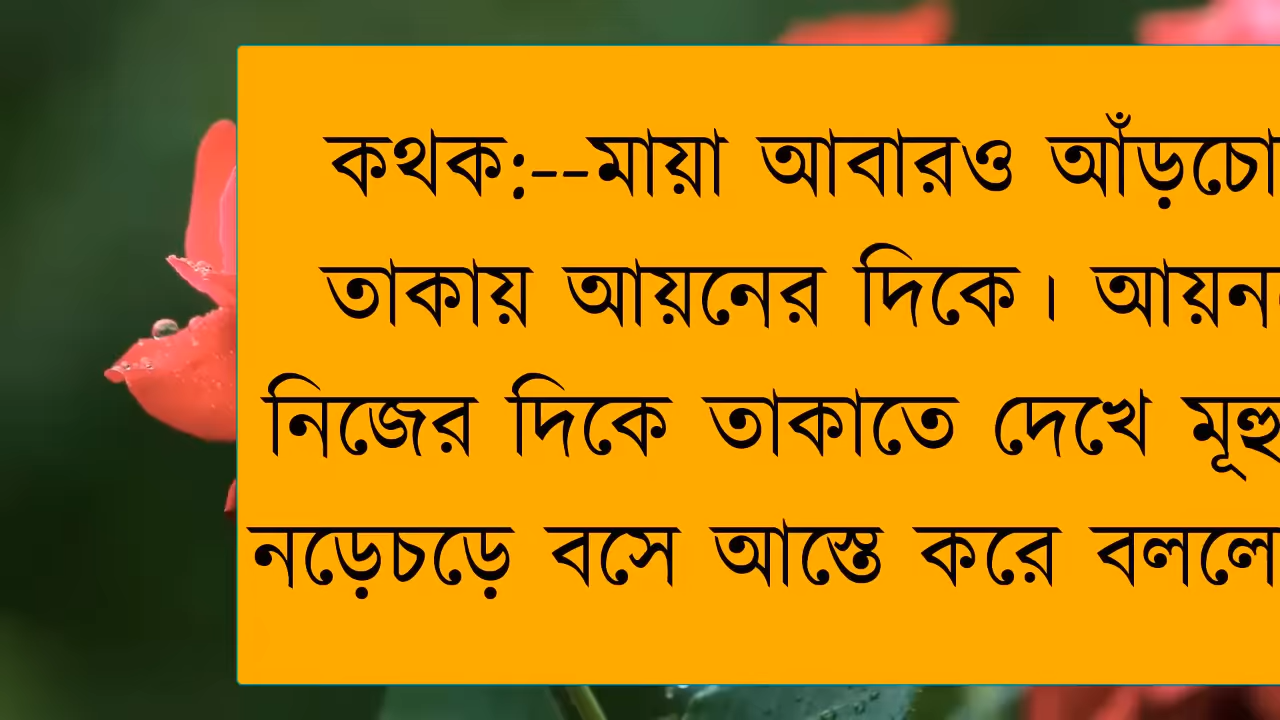 কথক:--মায়া আবারও আঁড়চো
তাকায় আয়নের দিকে। আয়ন
নিজের দিকে তাকাতে দেখে মূহু
নড়েচড়ে বসে আস্তে করে বললে